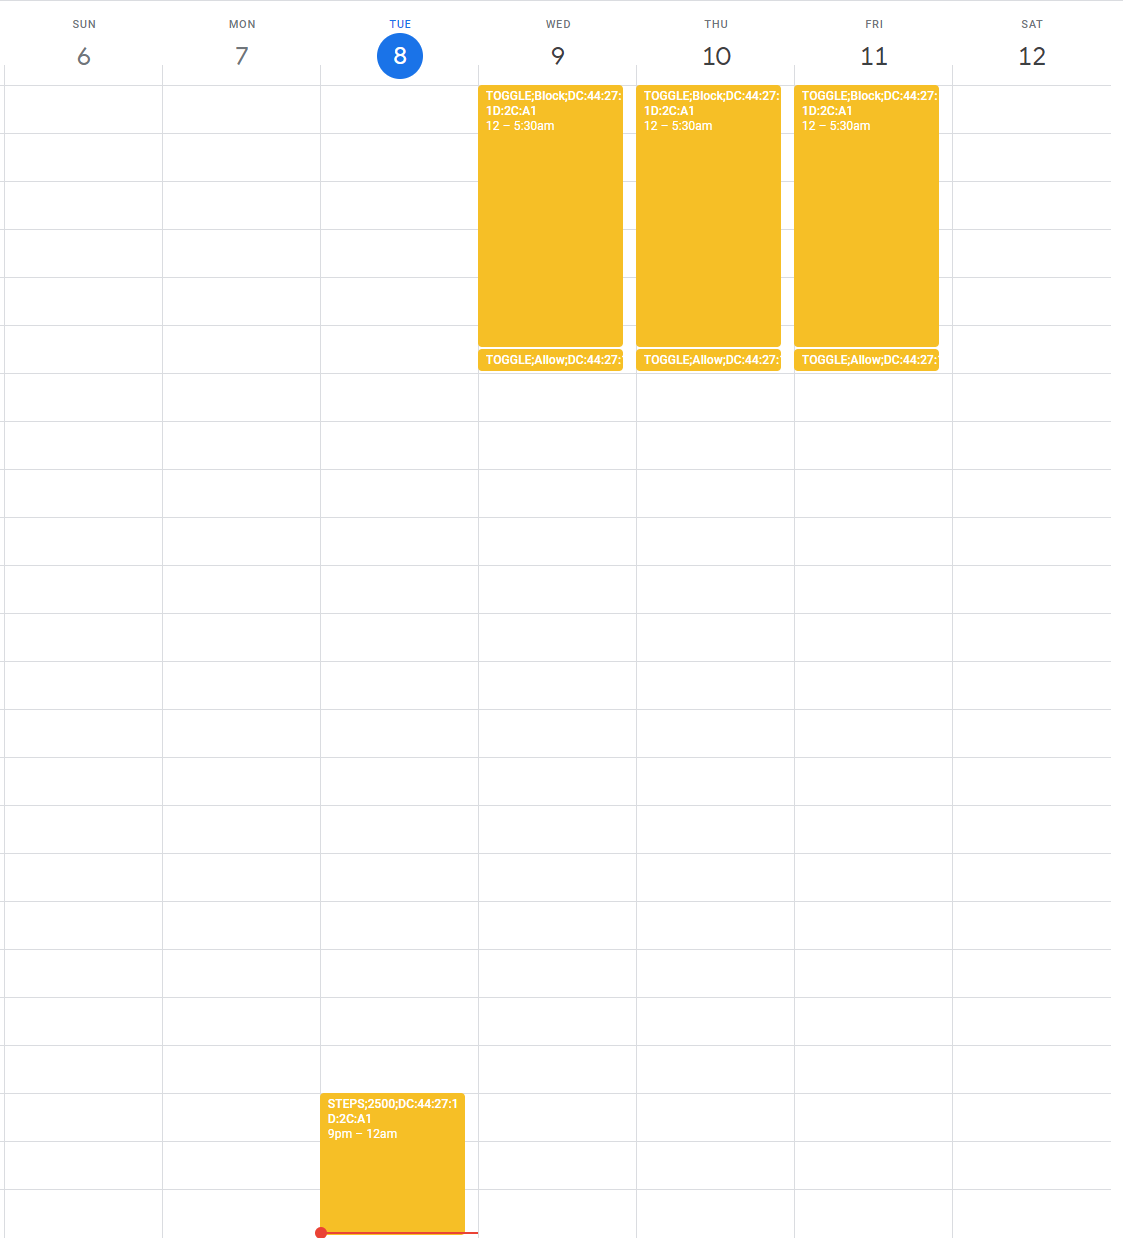 SUN
MON
TUE
WED
THU
FRI
SAT
6
7
8
9
10
11
12
TOGGLE;Block;DC:44:27:
1D:2C:A1
12 – 5:30am
TOGGLE;Block;DC:44:27:
1D:2C:A1
12 – 5:30am
TOGGLE;Block;DC:44:27:
1D:2C:A1
12 – 5:30am
TOGGLE;Allow;DC:44:27:
TOGGLE;Allow;DC:44:27:
TOGGLE;Allow;DC:44:27:
STEPS;2500;DC:44:27:1
D:2C:A1
9pm – 12am